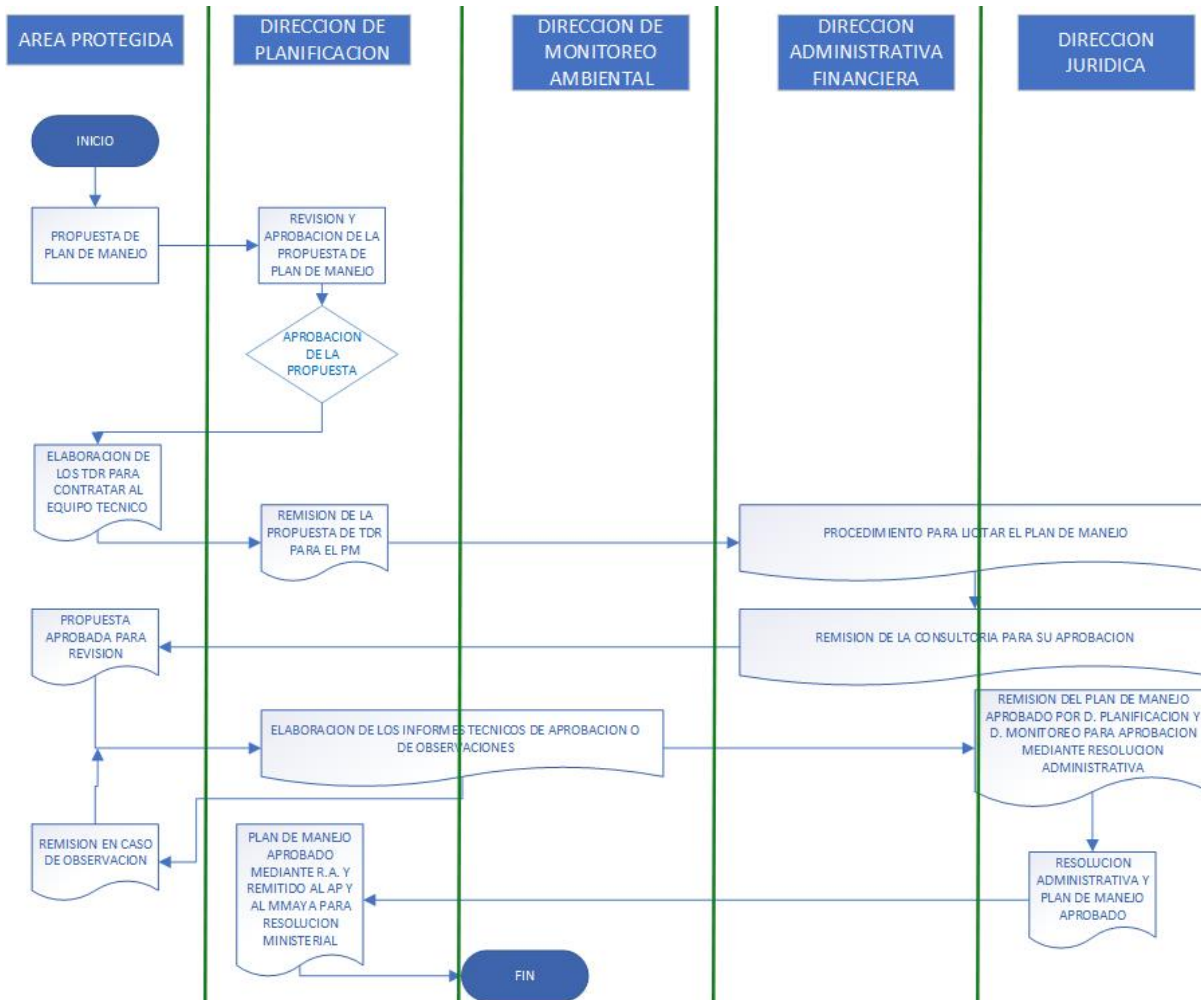 AREA PROTEGIDA
DIRECCION DE
PLANIFICACION
DIRECCION DE
MONITOREO
AMBIENTAL
DIRECCION
ADMINISTRATIVA
FINANCIERA
DIRECCION
JURIDICA
INICIO
PROPUESTA DE
PLAN DE MANEJO
REVISION Y
APROBACION DE LA
PROPUESTA DE
PLAN DE MANEJO
APROBACION
DE LA
PROPUESTA
ELABORACION DE
LOS TDR PARA
CONTRATAR AL
EQUIPO TECNICO
REMISION DE LA
PROPUESTA DE TDR
PARA EL PM
PROCEDIMIENTO PARA LICITAR EL PLAN DE MANEJO
REMISION DE LA CONSULTORIA PARA SU APROBACION
PROPUESTA
APROBADA PARA
REVISION
ELABORACION DE LOS INFORMES TECNICOS DE APROBACION O
DE OBSERVACIONES
REMISION DEL PLAN DE MANEJO
APROBADO POR D. PLANIFICACION Y
D. MONITOREO PARA APROBACION
MEDIANTE RESOLUCION
ADMINISTRATIVA
REMISION EN CASO
DE OBSERVACION
PLAN DE MANEJO
APROBADO
MEDIANTE R.A. Y
REMITIDO AL AP Y
AL MMAYA PARA
RESOLUCION
MINISTERIAL
RESOLUCION
ADMINISTRATIVA Y
PLAN DE MANEJO
APROBADO
FIN